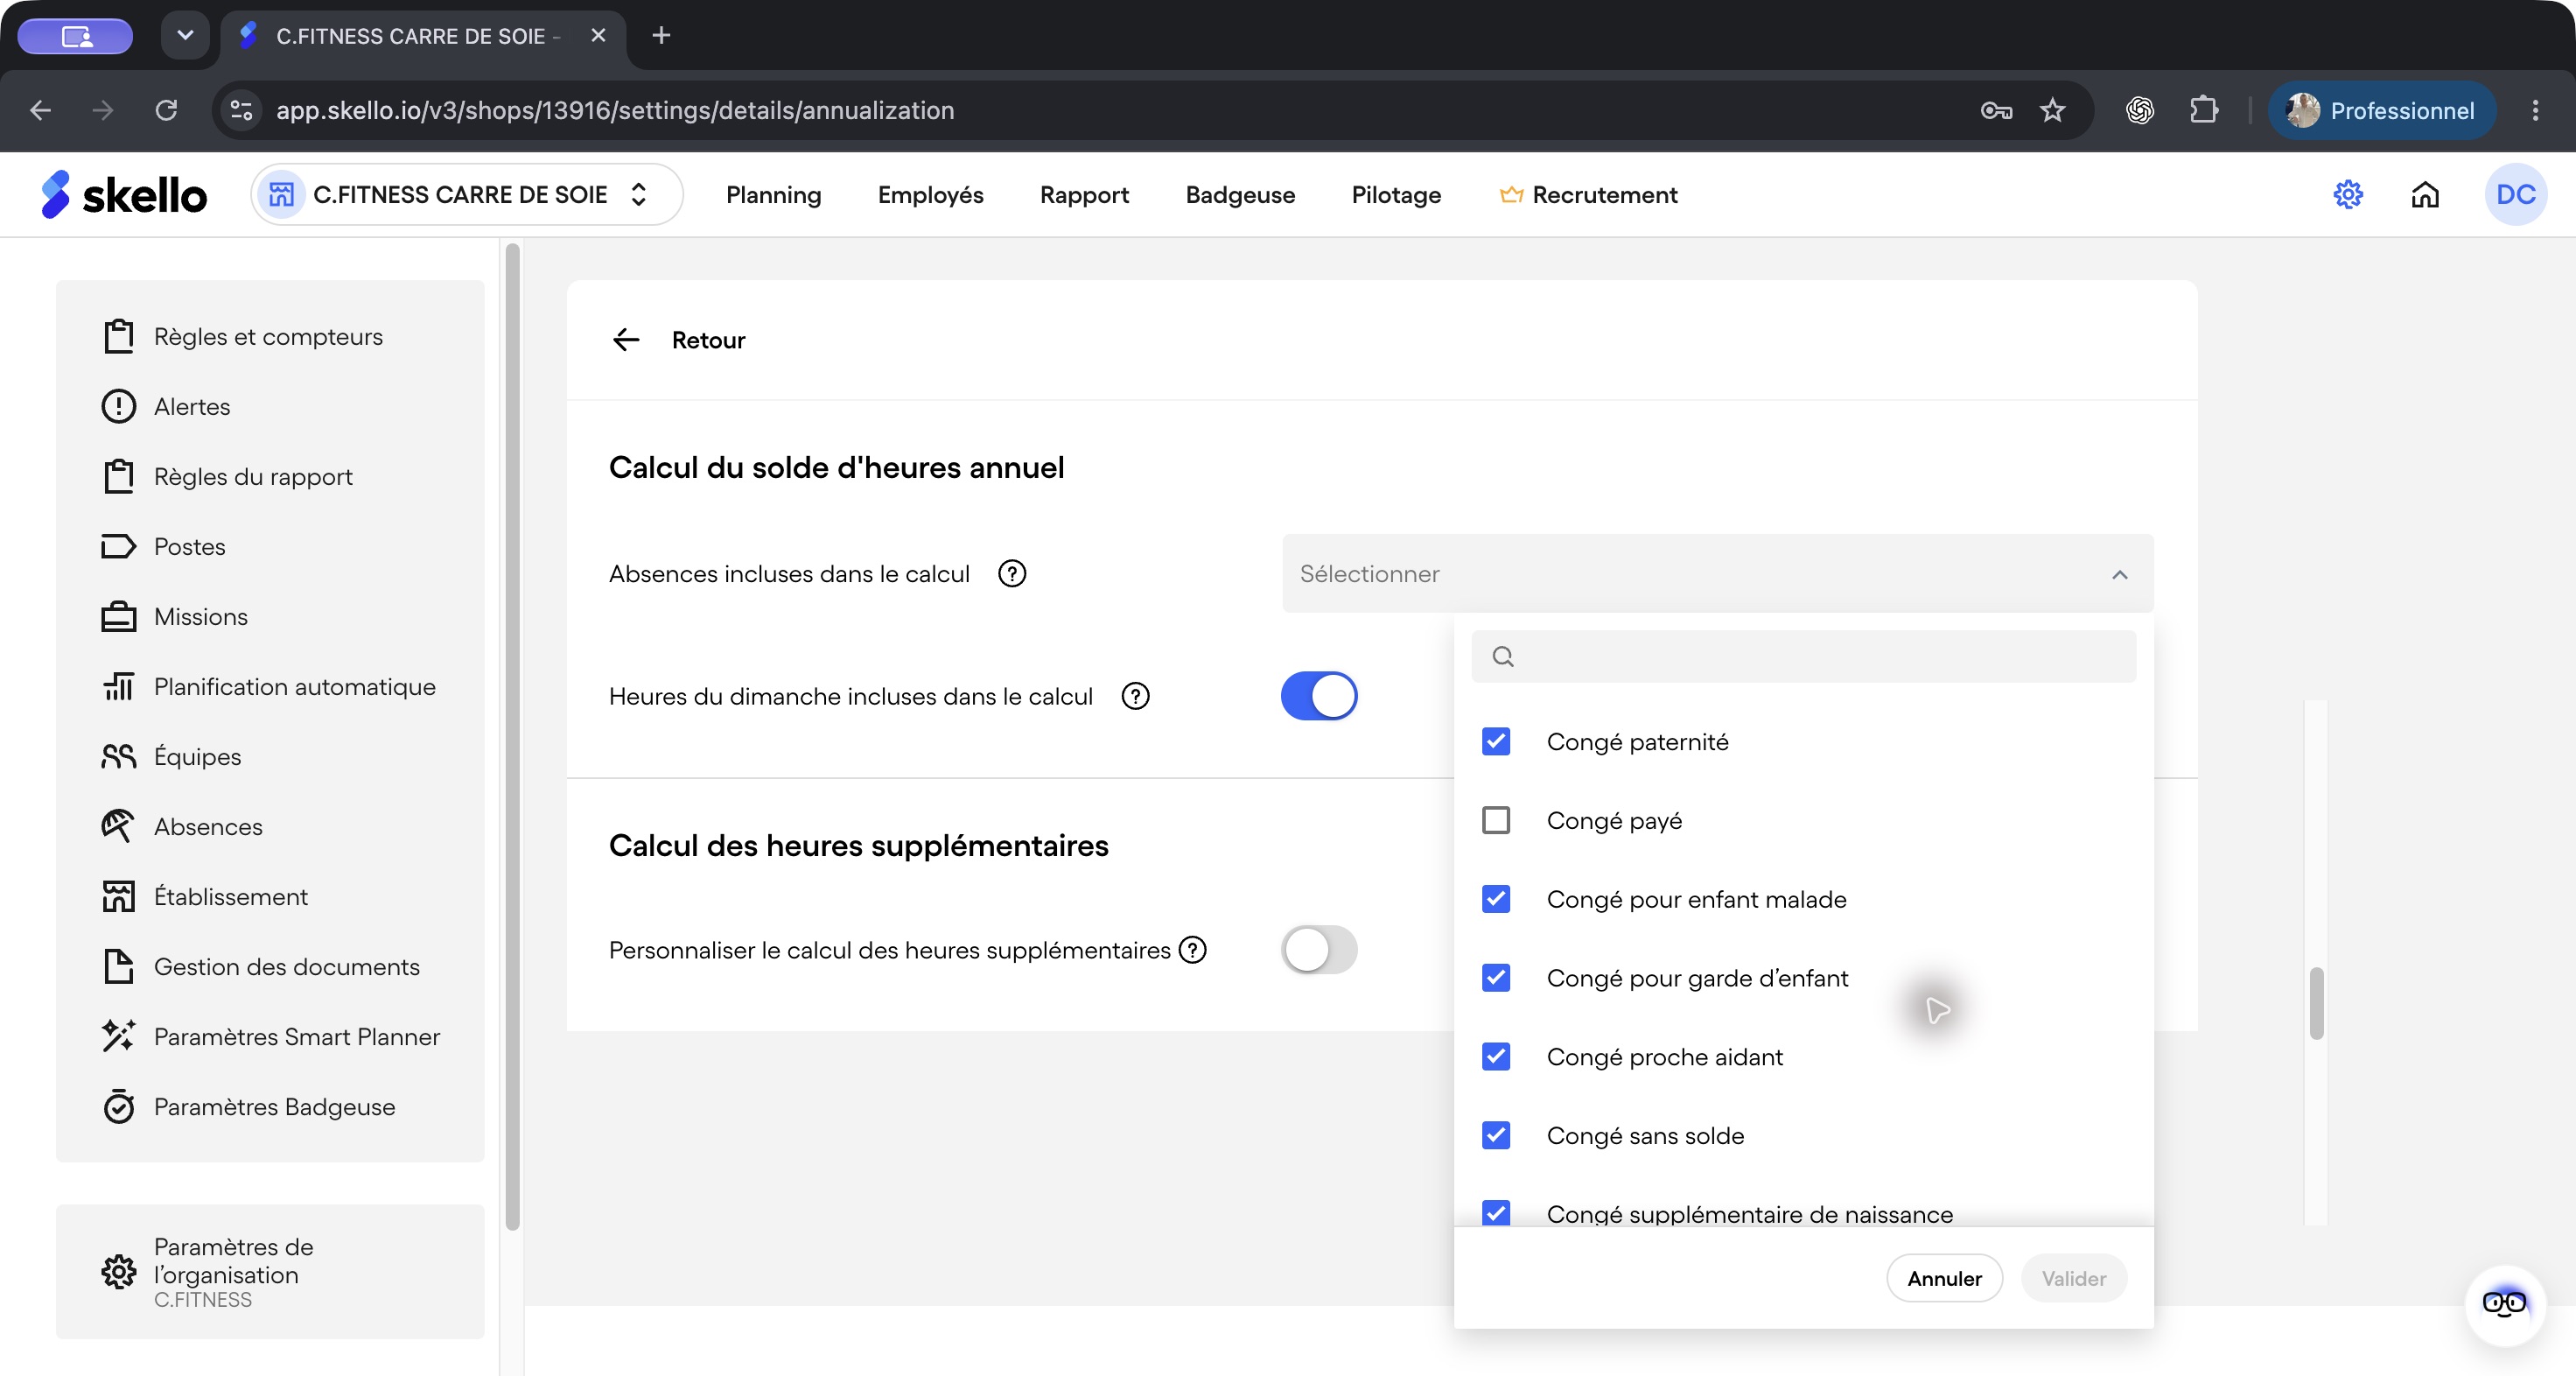 C.FITNESS CARRE DE SOIE -
app.skello.io/v3/shops/13916/settings/details/annualization
Professionnel
skello
C.FITNESS CARRE DE SOIE
Planning
Employés
Rapport
Badgeuse
Pilotage
Recrutement
DC
Règles et compteurs
Alertes
Règles du rapport
Postes
Missions
Planification automatique
Équipes
Absences
Établissement
Gestion des documents
Paramètres Smart Planner
Paramètres Badgeuse
Paramètres de
l’organisation
C.FITNESS
Retour
Calcul du solde d'heures annuel
Absences incluses dans le calcul
Sélectionner
Heures du dimanche incluses dans le calcul
Calcul des heures supplémentaires
Personnaliser le calcul des heures supplémentaires
Congé paternité
Congé payé
Congé pour enfant malade
Congé pour garde d’enfant
Congé proche aidant
Congé sans solde
Congé supplémentaire de naissance
Annuler
Valider